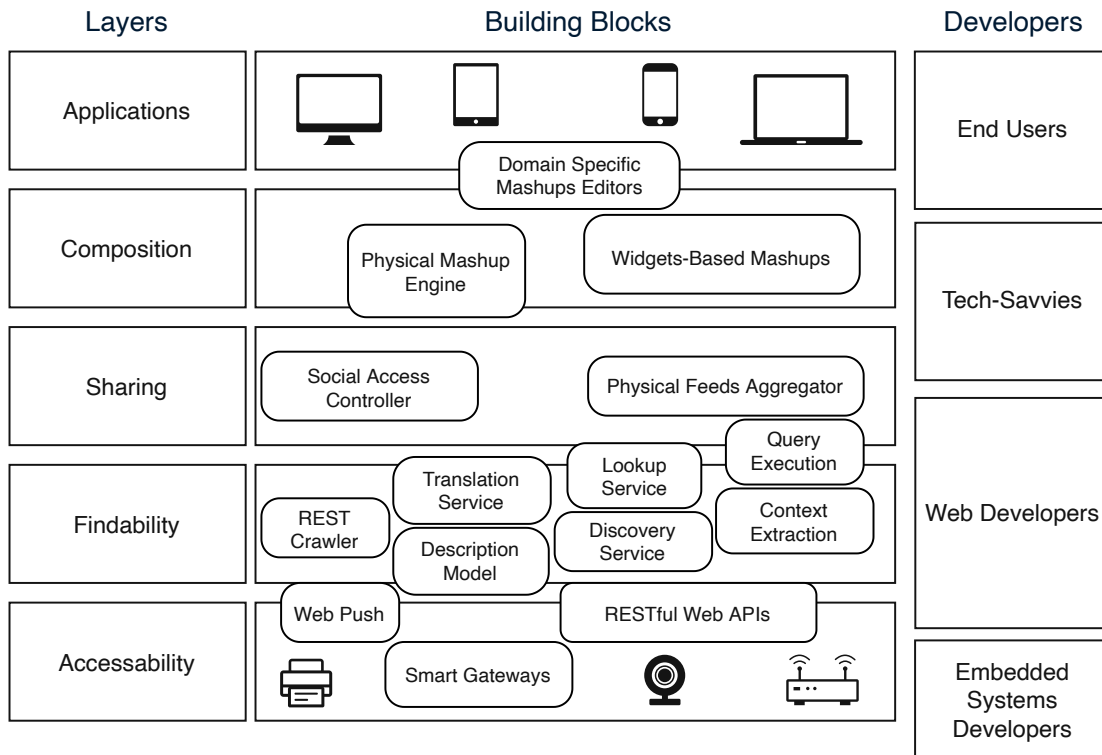 Layers
Building Blocks
Developers
Applications
Domain Specific
Mashups Editors
End Users
Composition
Physical Mashup
Engine
Widgets-Based Mashups
Tech-Savvies
Sharing
Social Access
Controller
Physical Feeds Aggregator
Query
Execution
Findability
REST
Crawler
Translation
Service
Description
Model
Lookup
Service
Discovery
Service
Context
Extraction
Web Developers
Accessability
Web Push
RESTful Web APIs
Smart Gateways
Embedded
Systems
Developers